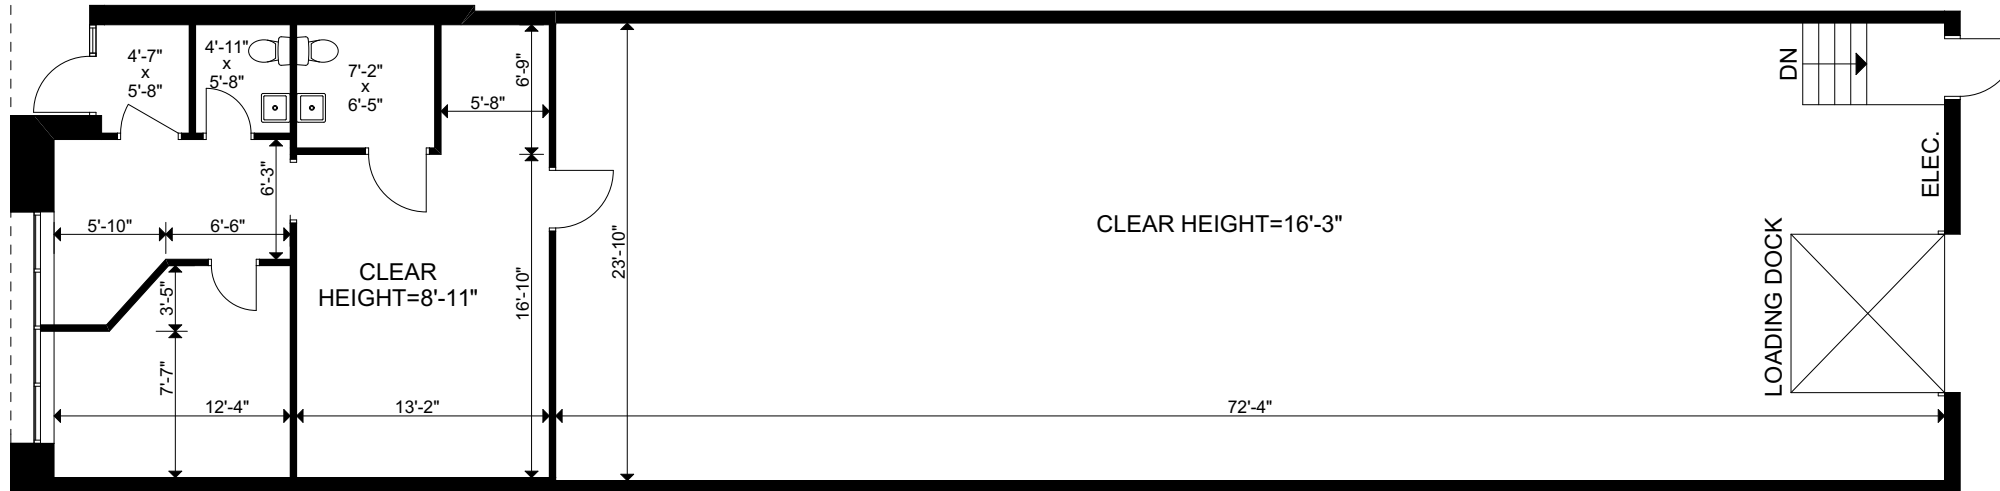 4'-7"
x
5'-8"
4'-11"
x
5'-8"
7'-2"
x
6'-5"
6'-9"
5'-8"
DN
ELEC.
6'-3"
5'-10"
6'-6"
CLEAR
HEIGHT=8'-11"
16'-10"
23'-10"
CLEAR HEIGHT=16'-3"
LOADING DOCK
3'-5"
7'-7"
12'-4"
13'-2"
72'-4"